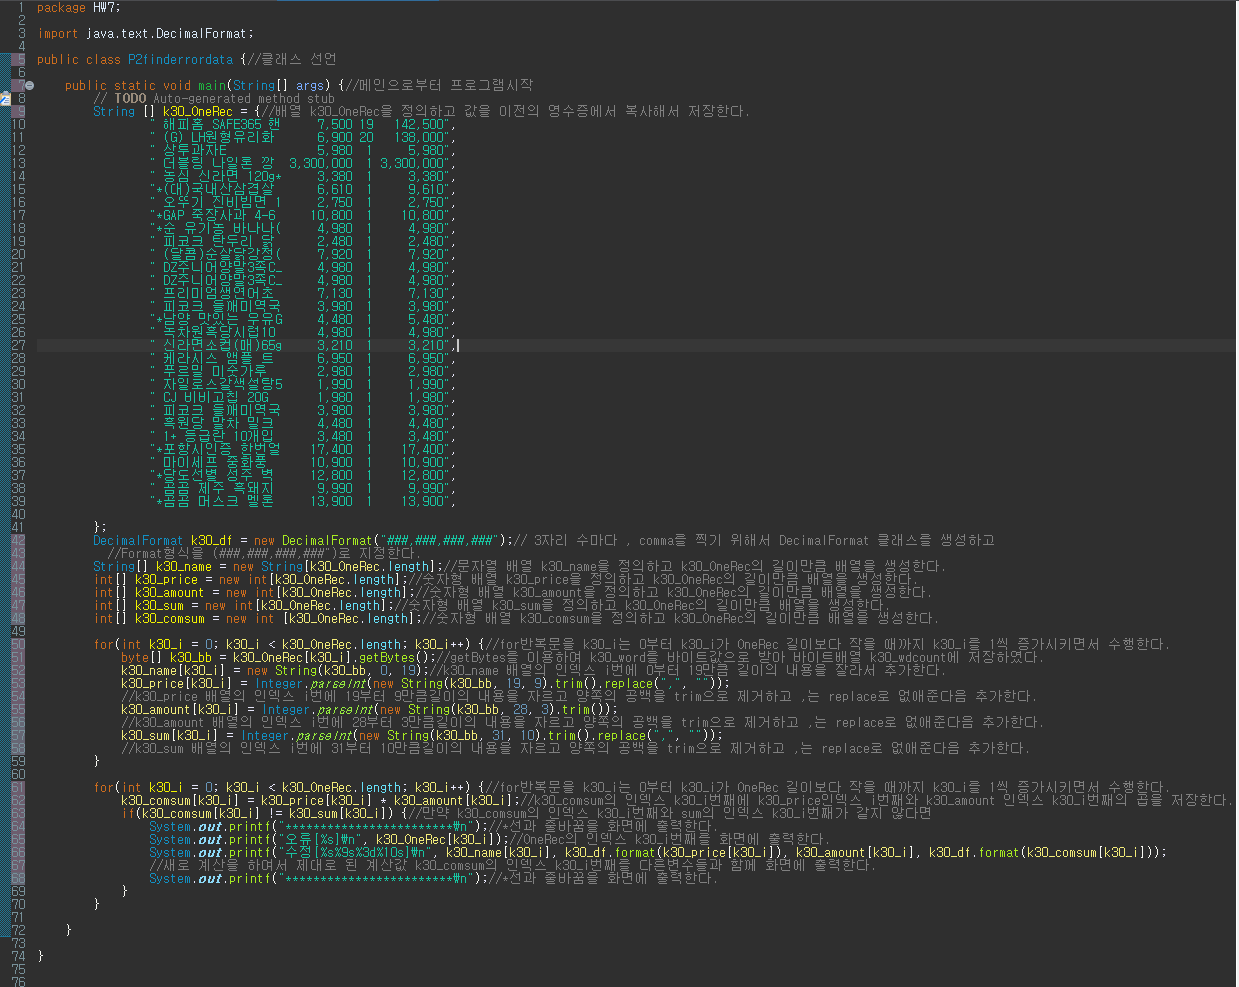 1 package HW7;
2
3 import java.text.DecimalFormat;
4
5 public class P2finderrordata {//클래스 선언
6
7 public static void main(String[] args) {//메인으로부터 프로그램시작
8 // TODO Auto-generated method stub
9 String [] k30_OneRec = {//배열 k30_OneRec을 정의하고 값을 이전의 영수증에서 복사해서 저장한다.
10 " 해피홈 SAFE365 핸 7,500 19 142,500",
11 " (G) LH원형유리화 6,900 20 138,000",
12 " 상투과자E 5,980 1 5,980",
13 " 더블링 나일론 깡 3,300,000 1 3,300,000",
14 " 농심 신라면 120g* 3,380 1 3,380",
15 "*(대)국내산삼겹살 6,610 1 9,610",
16 " 오뚜기 진비빔면 1 2,750 1 2,750",
17 "*GAP 죽장사과 4-6 10,800 1 10,800",
18 "*순 유기농 바나나( 4,980 1 4,980",
19 " 피코크 탄두리 닭 2,480 1 2,480",
20 " (달콤)순살닭강정( 7,920 1 7,920",
21 " DZ주니어양말3족C_ 4,980 1 4,980",
22 " DZ주니어양말3족C_ 4,980 1 4,980",
23 " 프리미엄생연어초 7,130 1 7,130",
24 " 피코크 들깨미역국 3,980 1 3,980",
25 "*남양 맛있는 우유G 4,480 1 5,480",
26 " 녹차원흑당시컵10 4,980 1 4,980",
27 " 신라면소컵(매)65g 3,210 1 3,210",
28 " 케라시스 앰플 트 6,950 1 6,950",
29 " 푸르밀 미숫가루 2,980 1 2,980",
30 " 자일로스갈색설탕5 1,990 1 1,990",
31 " CJ 비비고칩 20G 1,980 1 1,980",
32 " 피코크 들깨미역국 3,980 1 3,980",
33 " 흑원당 말차 밀크 4,480 1 4,480",
34 " 1+ 등급란 10개입 3,480 1 3,480",
35 "*포항시인증 한번얼 17,400 1 17,400",
36 " 마이셰프 중화풍 10,900 1 10,900",
37 "*당도선별 성주 벅 12,800 1 12,800",
38 " 곰곰 제주 흑돼지 9,990 1 9,990",
39 "*곰곰 머스크 멜론 13,900 1 13,900",
40
41 };
42 DecimalFormat k30_df = new DecimalFormat("###,###,###,###");// 3자리 수마다 , comma를 찍기 위해서 DecimalFormat 클래스를 생성하고
43 //Format형식을 (###,###,###,###")로 지정한다.
44 String[] k30_name = new String[k30_OneRec.length];//문자열 배열 k30_name을 정의하고 k30_OneRec의 길이만큼 배열을 생성한다.
45 int[] k30_price = new int[k30_OneRec.length];//숫자형 배열 k30_price을 정의하고 k30_OneRec의 길이만큼 배열을 생성한다.
46 int[] k30_amount = new int[k30_OneRec.length];//숫자혐 배열 k30_amount을 정의하고 k30_OneRec의 길이만큼 배열을 생성한다.
47 int[] k30_sum = new int[k30_OneRec.length];//숫자형 배열 k30_sum을 정의하고 k30_OneRec의 길이만큼 배열을 생성한다.
48 int[] k30_comsum = new int [k30_OneRec.length];//숫자형 배열 k30_comsum을 정의하고 k30_OneRec의 길이만큼 배열을 생성한다.
49
50 for(int k30_i = 0; k30_i < k30_OneRec.length; k30_i++) {//for반복문을 k30_i는 0부터 k30_i가 OneRec 길이보다 작을 때까지 k30_i를 1씩 증가시키면서 수행한다.
51 byte[] k30_bb = k30_OneRec[k30_i].getBytes();//getBytes를 이용하여 k30_word를 바이트값으로 받아 바이트배열 k30_wdcount에 저장하였다.
52 k30_name[k30_i] = new String(k30_bb, 0, 19);//k30_name 배열의 인덱스 i번에 0부터 19만큼 길이의 내용을 잘라서 추가한다.
53 k30_price[k30_i] = Integer.parseInt(new String(k30_bb, 19, 9).trim().replace(",", ""));
54 //k30_price 배열의 인덱스 i번에 19부터 9만큼길이의 내용을 자르고 양쪽의 공백을 trim으로 제거하고 ,는 replace로 없애준다음 추가한다.
55 k30_amount[k30_i] = Integer.parseInt(new String(k30_bb, 28, 3).trim());
56 //k30_amount 배열의 인덱스 i번에 28부터 3만큼길이의 내용을 자르고 양쪽의 공백을 trim으로 제거하고 ,는 replace로 없애준다음 추가한다.
57 k30_sum[k30_i] = Integer.parseInt(new String(k30_bb, 31, 10).trim().replace(",", ""));
58 //k30_sum 배열의 인덱스 i번에 31부터 10만큼길이의 내용을 자르고 양쪽의 공백을 trim으로 제거하고 ,는 replace로 없애준다음 추가한다.
59 }
60
61 for(int k30_i = 0; k30_i < k30_OneRec.length; k30_i++) {//for반복문을 k30_i는 0부터 k30_i가 OneRec 길이보다 작을 때까지 k30_i를 1씩 증가시키면서 수행한다.
62 k30_comsum[k30_i] = k30_price[k30_i] * k30_amount[k30_i];//k30_comsum의 인덱스 k30_i번째에 k30_price인덱스 i번째와 k30_amount 인덱스 k30_i번째의 곱을 저장한다.
63 if(k30_comsum[k30_i] != k30_sum[k30_i]) {//만약 k30_comsum의 인덱스 k30_i번째와 sum의 인덱스 k30_i번째가 같지 않다면
64 System.out.printf("************************₩n");//*선과 줄바꿈을 화면에 출력한다.
65 System.out.printf("오류[%s]₩n", k30_OneRec[k30_i]);//OneRec의 인덱스 k30_i번째를 화면에 출력한다
66 System.out.printf("수정[%s%9s%3d%10s]₩n", k30_name[k30_i], k30_df.format(k30_price[k30_i]), k30_amount[k30_i], k30_df.format(k30_comsum[k30_i]));
67 //새로 계산을 하며서 제대로 된 계산값 k30_comsum의 인덱스 k30_i번째를 다른변수들과 함께 화면에 출력한다.
68 System.out.printf("************************₩n");//*선과 줄바꿈을 화면에 출력한다.
69 }
70 }
71
72 }
73
74 }
75
76